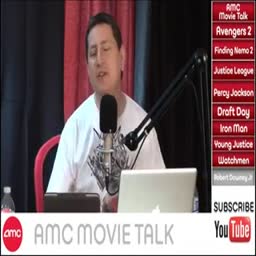 AMC
Movie Talk
Avengers 2
Finding Nemo 2
Justice League
Percy Jackson
Draft Day
Iron Man
Young Justice
Watchmen
Robert Downey Jr
SUBSCRIBE
YouTube
amc
AMC MOVIE TALK